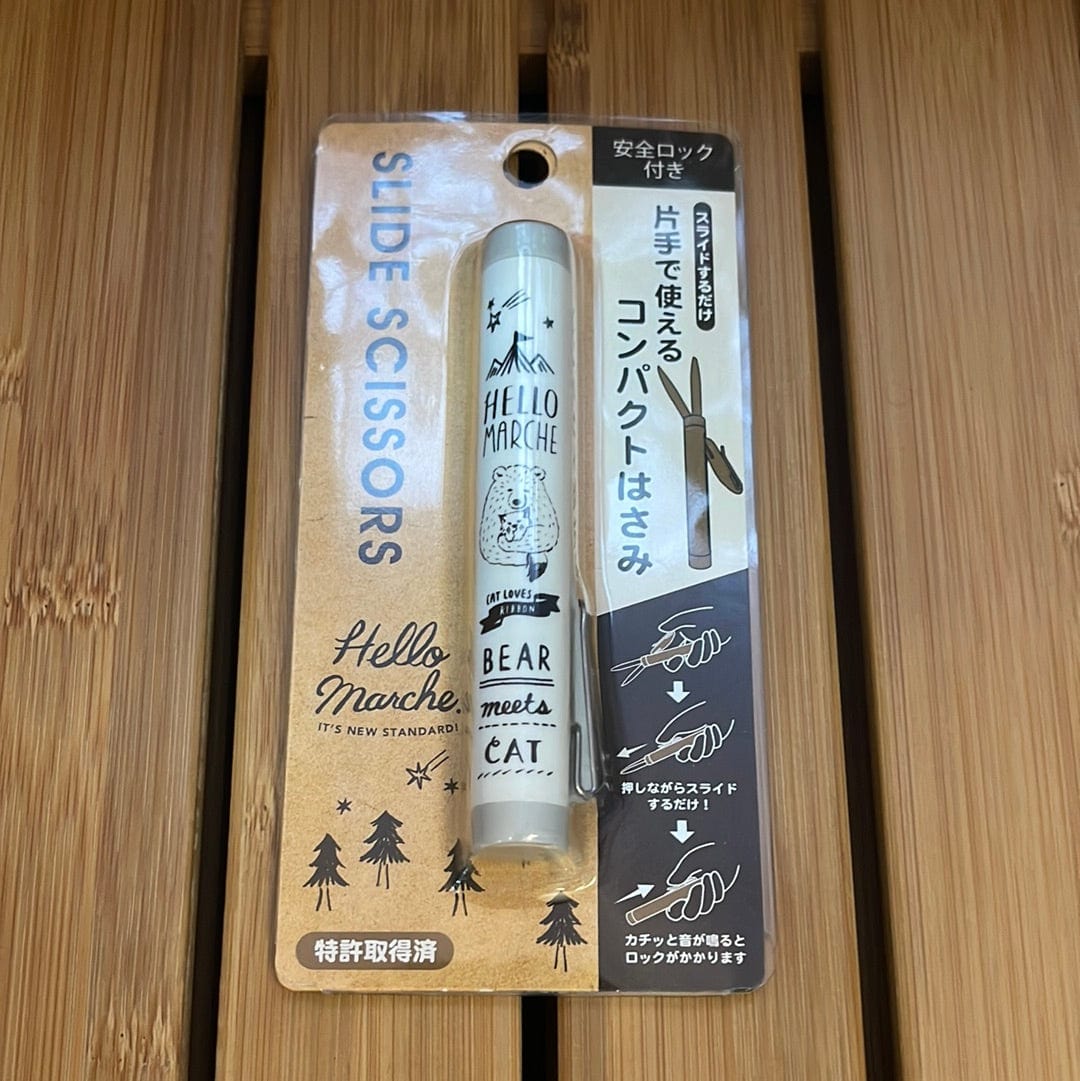 SLIDE SCISSORS
Hello
Marche.
IT'S NEW STANDARD!
特許取得済
HELLO
MARCHE
CAT LOVES
RIBBON
BEAR
meets
CAT
安全ロック
付き
スライドするだけ
片手で使える
コンパクトはさみ
押しながらスライド
するだけ！
カチッと音が鳴ると
ロックがかかります